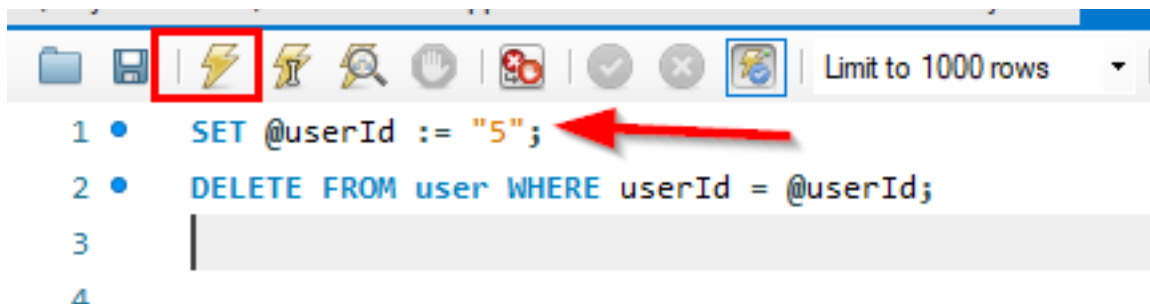 Limit to 1000 rows
1 SET @userId := "5";
2 DELETE FROM user WHERE userId = @userId;
3
4